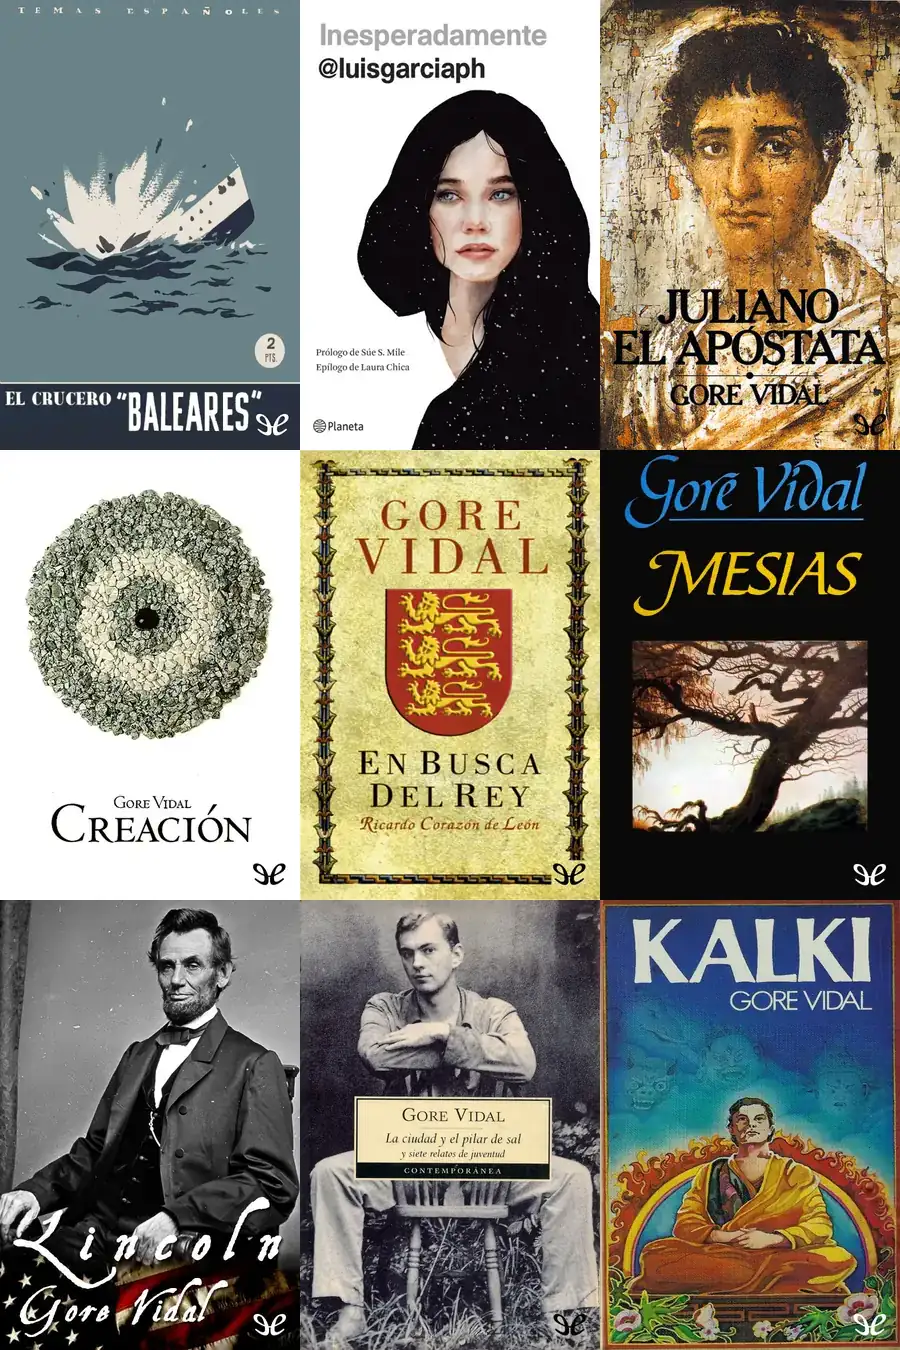 TEMAS ESPAÑOLES
2
PTS.
EL CRUCERO "BALEARES"
Inesperadamente
@luisgarciaph
Prólogo de Súe S. Mile
Epílogo de Laura Chica
Planeta
JULIANO
EL APÓSTATA
GORE VIDAL
GORE VIDAL
CREACIÓN
GORE
VIDAL
EN BUSCA
DEL REY
Ricardo Corazón de León
Gore Vidal
MESIAS
Lincoln
Gore Vidal
GORE VIDAL
La ciudad y el pilar de sal
y siete relatos de juventud
CONTEMPORÁNEA
KALKI
GORE VIDAL